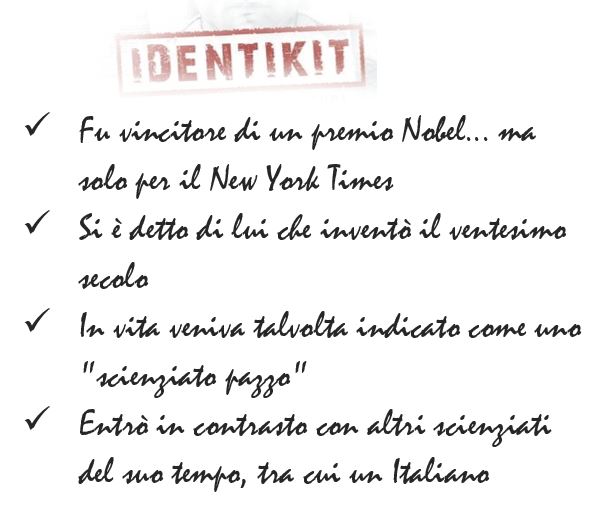 IDENTIKIT
✓ Fu vincitore di un premio Nobel... ma
solo per il New York Times
✓ Si è detto di lui che inventò il ventesimo
secolo
✓ In vita veniva talvolta indicato come uno
"scienziato pazzo"
✓ Entrò in contrasto con altri scienziati
del suo tempo, tra cui un Italiano